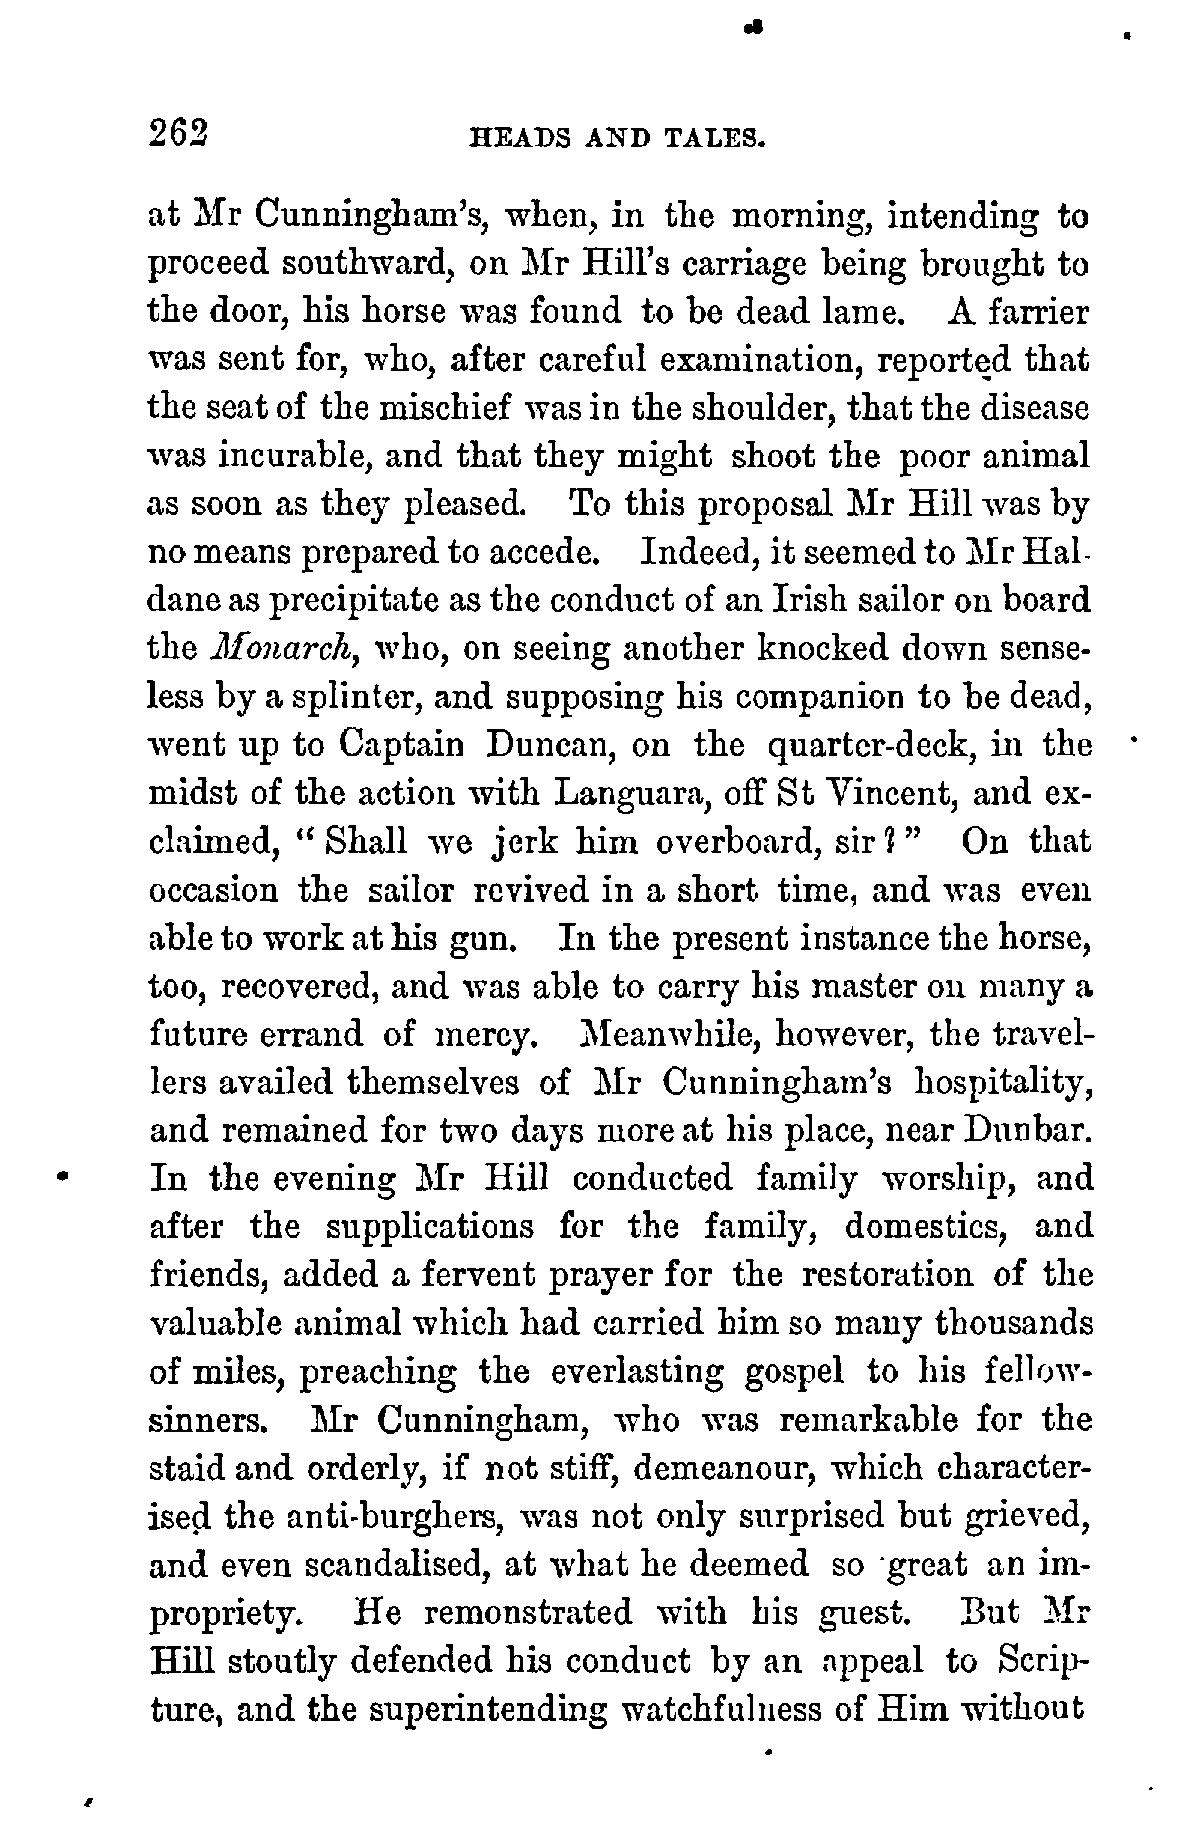 262 HEADS AND TALES.
at Mr Cunningham's, when, in the morning, intending to
proceed southward, on Mr Hill's carriage being brought to
the door, his horse was found to be dead lame. A farrier
was sent for, who, after careful examination, reported that
the seat of the mischief was in the shoulder, that the disease
was incurable, and that they might shoot the poor animal
as soon as they pleased. To this proposal Mr Hill was by
no means prepared to accede. Indeed, it seemed to Mr Hal-
dane as precipitate as the conduct of an Irish sailor on board
the Monarch, who, on seeing another knocked down sense-
less by a splinter, and supposing his companion to be dead,
went up to Captain Duncan, on the quarter-deck, in the
midst of the action with Languara, off St Vincent, and ex-
claimed, "Shall we jerk him overboard, sir?" On that
occasion the sailor revived in a short time, and was even
able to work at his gun. In the present instance the horse,
too, recovered, and was able to carry his master on many a
future errand of mercy. Meanwhile, however, the travel-
lers availed themselves of Mr Cunningham's hospitality,
and remained for two days more at his place, near Dunbar.
In the evening Mr Hill conducted family worship, and
after the supplications for the family, domestics, and
friends, added a fervent prayer for the restoration of the
valuable animal which had carried him so many thousands
of miles, preaching the everlasting gospel to his fellow-
sinners. Mr Cunningham, who was remarkable for the
staid and orderly, if not stiff, demeanour, which character-
ised the anti-burghers, was not only surprised but grieved,
and even scandalised, at what he deemed so great an im-
propriety. He remonstrated with his guest. But Mr
Hill stoutly defended his conduct by an appeal to Scrip-
ture, and the superintending watchfulness of Him without